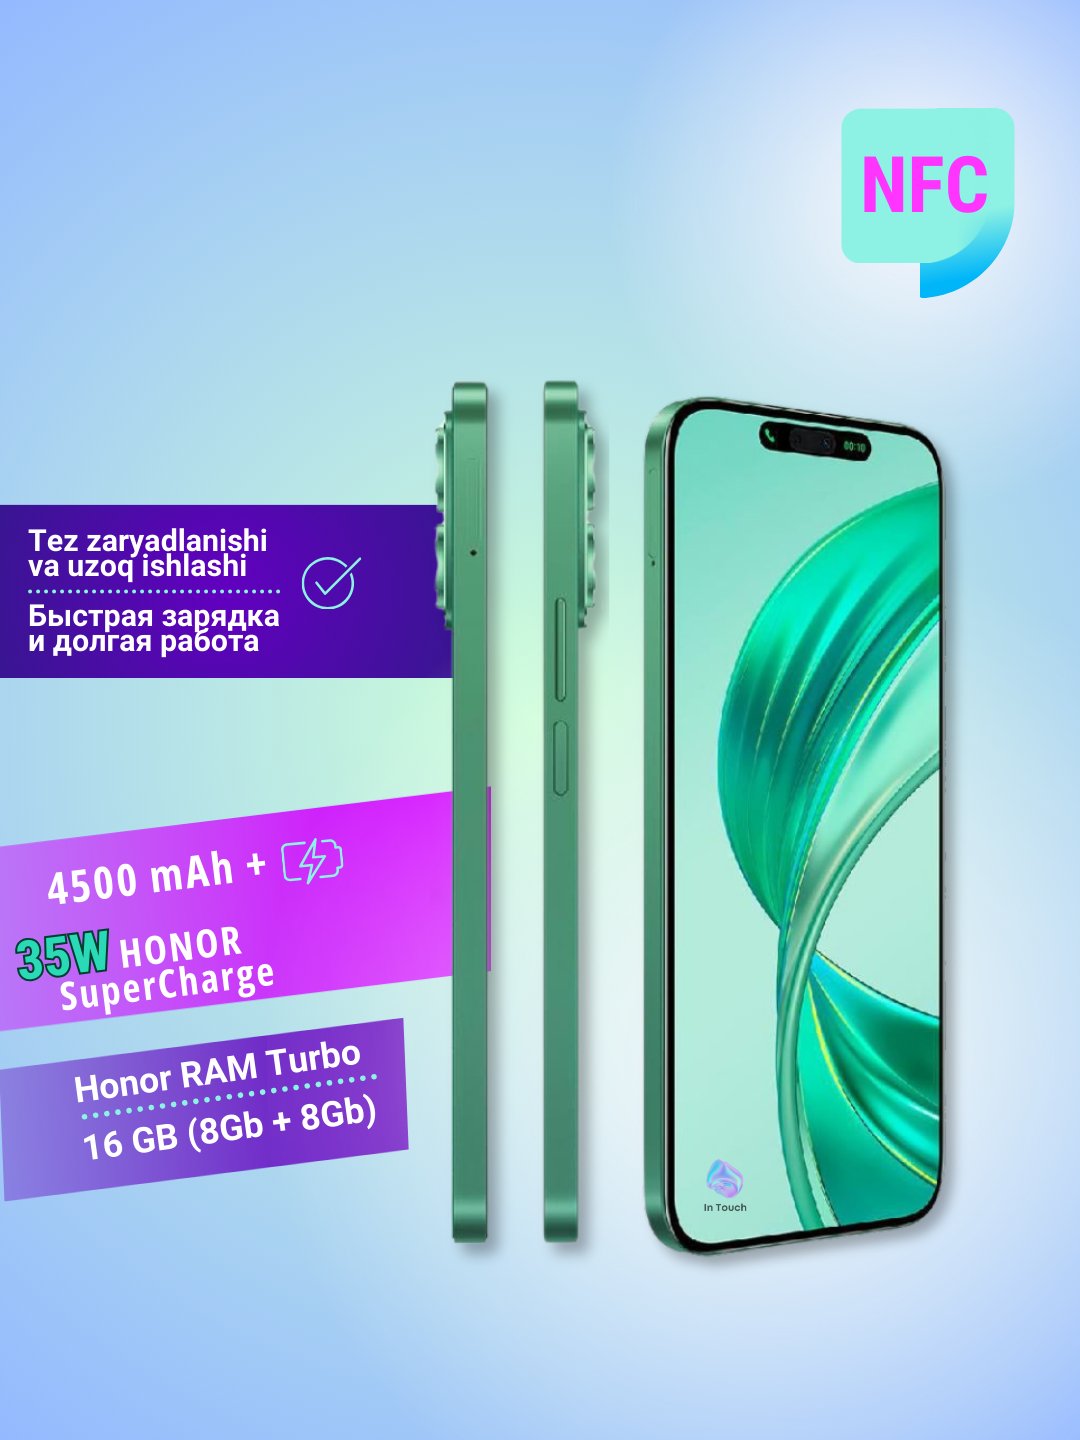 NFC
00:10
Tez zaryadlanishi
va uzoq ishlashi
Быстрая зарядка
и долгая работа
4500 mAh +
35W HONOR
SuperCharge
Honor RAM Turbo
16 GB (8Gb + 8Gb)
In Touch